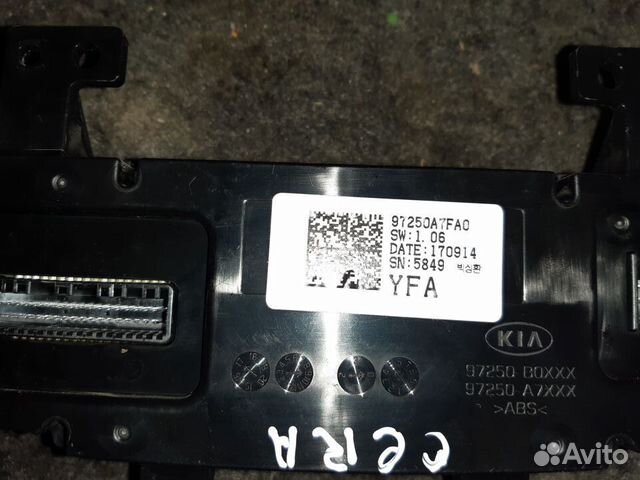 97250A7FA0
SW:1.06
DATE:170914
SN:5849
YFA
KIA
97250 B0XXX
97250 A7XXX
>ABS<
CERA
Avito